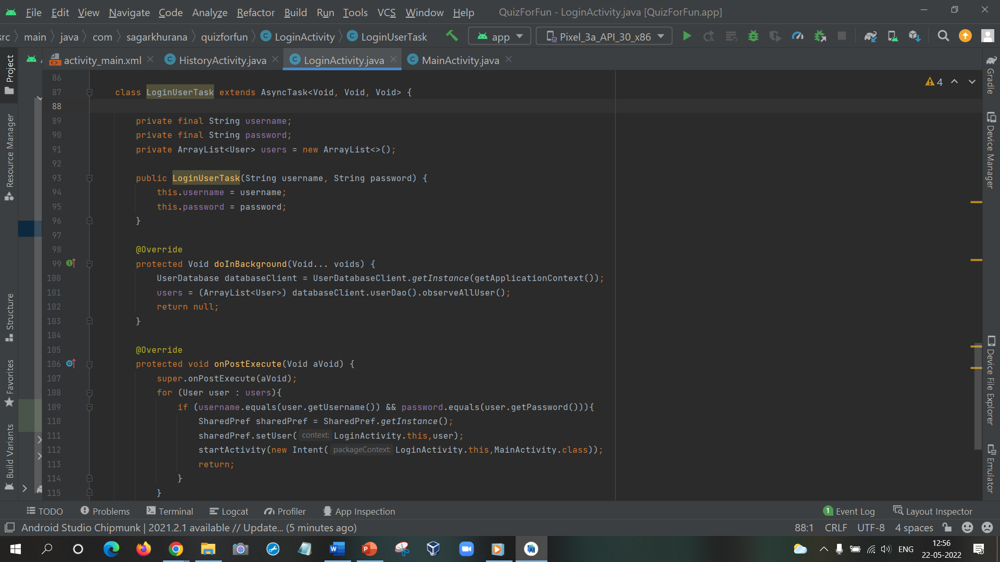 File Edit View Navigate Code Analyze Refactor Build Run Tools VCS Window Help QuizForFun - LoginActivity.java [QuizForFun.app]
src main java com sagarkhurana quizforfun LoginActivity LoginUserTask app Pixel_3a_API_30_x86
activity_main.xml HistoryActivity.java LoginActivity.java MainActivity.java
Project
Resource Manager
Structure
Favorites
Build Variants
4
86
87 class LoginUserTask extends AsyncTask<Void, Void, Void> {
88
89 private final String username;
90 private final String password;
91 private ArrayList<User> users = new ArrayList<>();
92
93 public LoginUserTask(String username, String password) {
94 this.username = username;
95 this.password = password;
96 }
97
98 @Override
99 protected Void doInBackground(Void... voids) {
100 UserDatabase databaseClient = UserDatabaseClient.getInstance(getApplicationContext());
101 users = (ArrayList<User>) databaseClient.userDao().observeAllUser();
102 return null;
103 }
104
105 @Override
106 protected void onPostExecute(Void aVoid) {
107 super.onPostExecute(aVoid);
108 for (User user : users){
109 if (username.equals(user.getUsername()) && password.equals(user.getPassword())){
110 SharedPref sharedPref = SharedPref.getInstance();
111 sharedPref.setUser( context: LoginActivity.this,user);
112 startActivity(new Intent( packageContext: LoginActivity.this,MainActivity.class));
113 return;
114 }
115 }
Gradle
Device Manager
Device File Explorer
Emulator
TODO Problems Terminal Logcat Profiler App Inspection 1 Event Log Layout Inspector
Android Studio Chipmunk | 2021.2.1 available // Update... (5 minutes ago) 88:1 CRLF UTF-8 4 spaces
ENG 12:56
22-05-2022